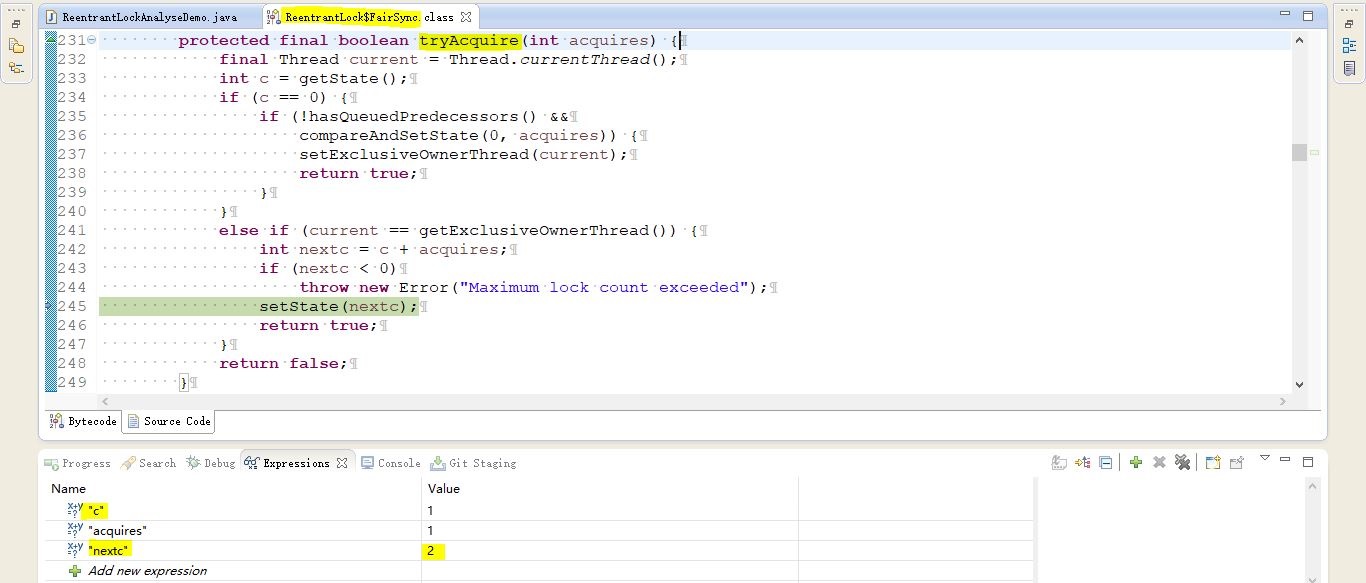 ReentrantLockAnalyseDemo.java ReentrantLock$FairSync.class
231 protected final boolean tryAcquire(int acquires) {
232 final Thread current = Thread.currentThread();
233 int c = getState();
234 if (c == 0) {
235 if (!hasQueuedPredecessors() &&
236 compareAndSetState(0, acquires)) {
237 setExclusiveOwnerThread(current);
238 return true;
239 }
240 }
241 else if (current == getExclusiveOwnerThread()) {
242 int nextc = c + acquires;
243 if (nextc < 0)
244 throw new Error("Maximum lock count exceeded");
245 setState(nextc);
246 return true;
247 }
248 return false;
249 }
Bytecode Source Code
Progress Search Debug Expressions Console Git Staging
Name Value
"c" 1
"acquires" 1
"nextc" 2
Add new expression